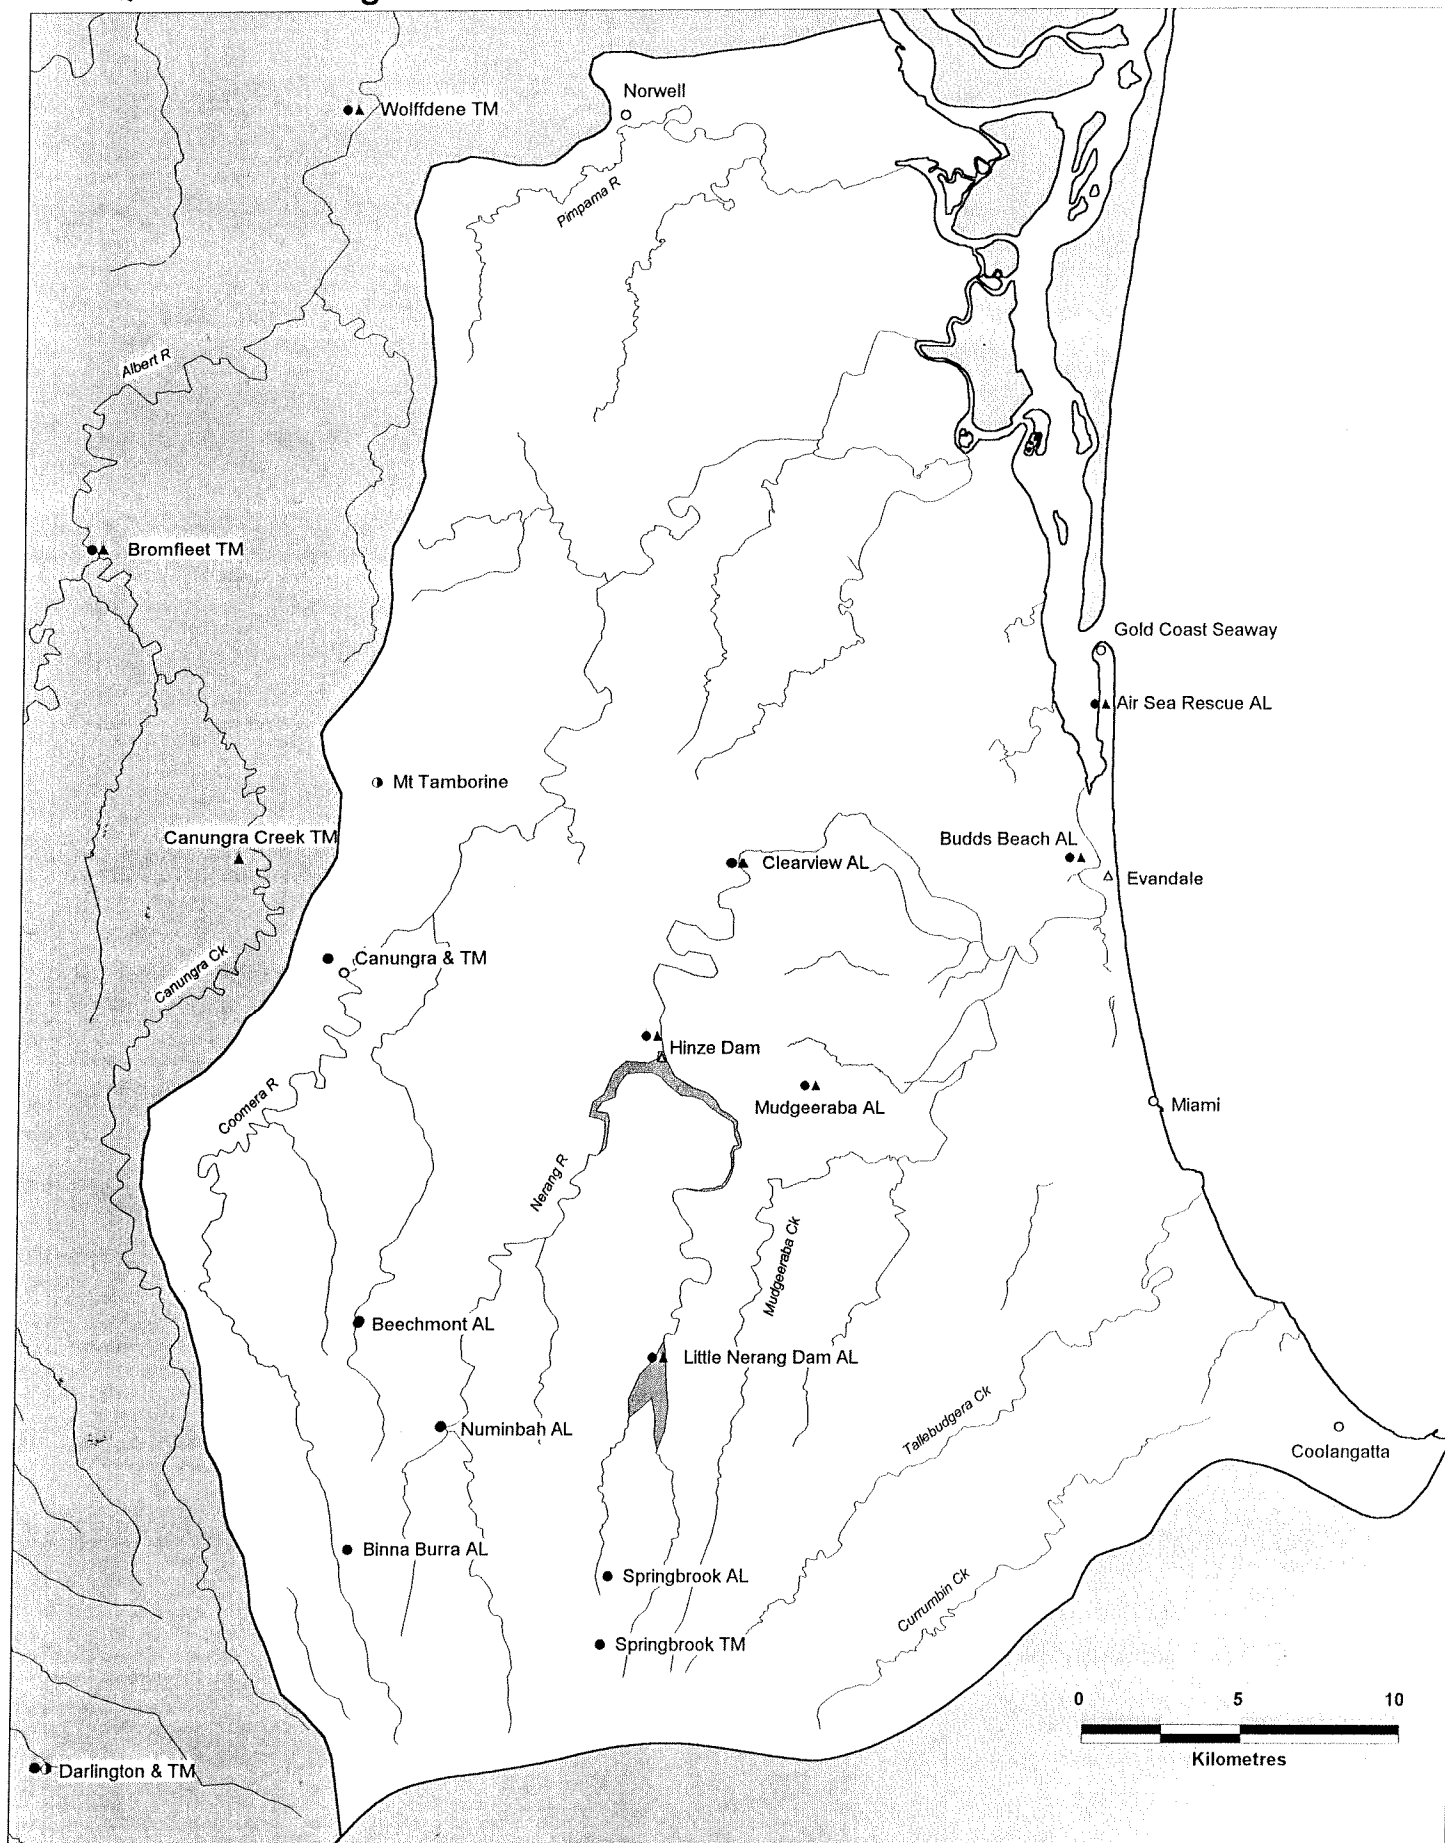 Norwell
Wolffdene TM
Pimpama R
Albert R
Bromfleet TM
Gold Coast Seaway
Air Sea Rescue AL
Mt Tamborine
Canungra Creek TM
Budds Beach AL
Clearview AL
Evandale
Canungra Ck
Canungra & TM
Hinze Dam
Coomera R
Mudgeeraba AL
Miami
Nerang R
Mudgeeraba Ck
Beechmont AL
Little Nerang Dam AL
Tallebudgera Ck
Numinbah AL
Coolangatta
Binna Burra AL
Springbrook AL
Currumbin Ck
Springbrook TM
0 5 10
Kilometres
Darlington & TM